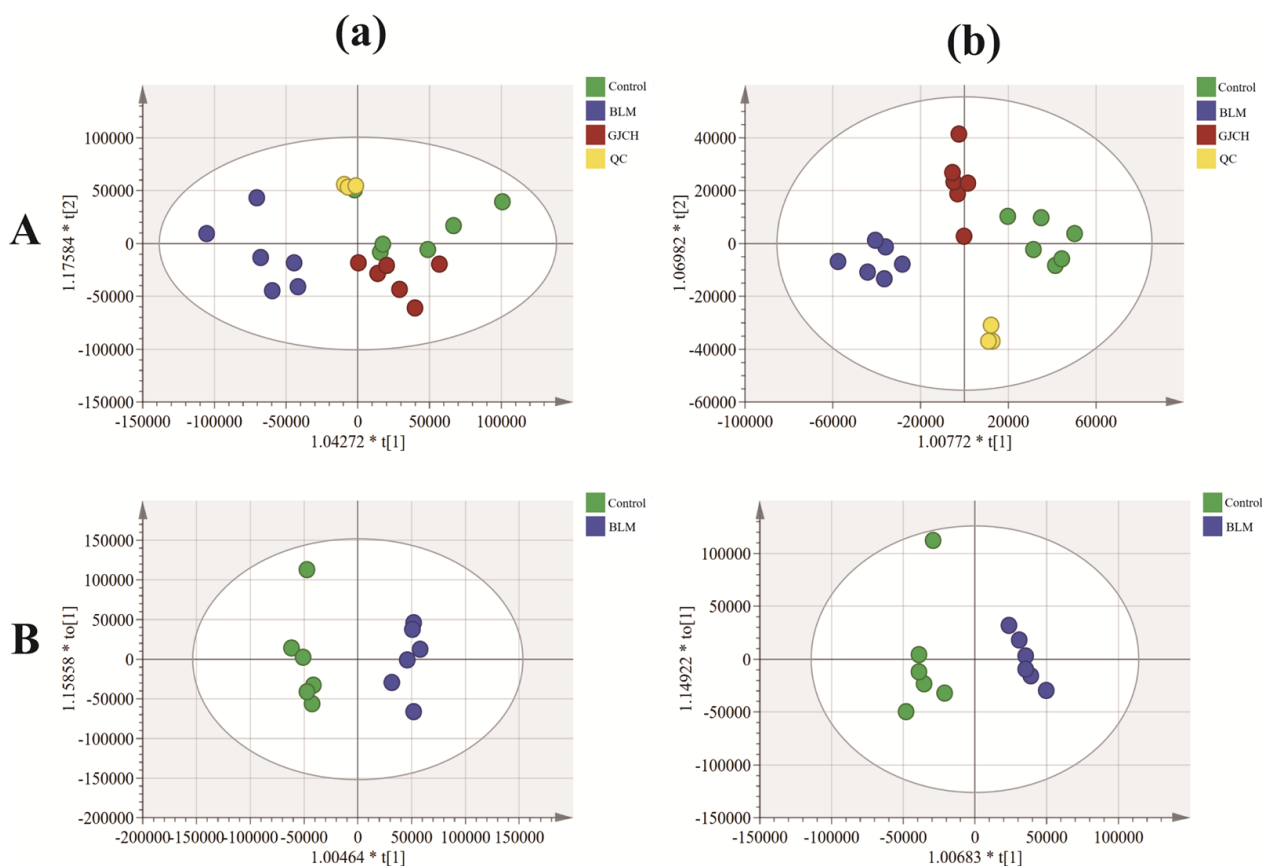 (a)
(b)
A
Control
BLM
GJCH
QC
100000
50000
0
-50000
-100000
-150000
1.17584 * t[2]
-150000 -100000 -50000 0 50000 100000
1.04272 * t[1]
Control
BLM
GJCH
QC
40000
20000
0
-20000
-40000
-60000
1.06982 * t[2]
-100000 -60000 -20000 0 20000 60000
1.00772 * t[1]
B
Control
BLM
150000
100000
50000
0
-50000
-100000
-150000
-200000
1.15858 * to[1]
-200000 -150000 -100000 -50000 0 50000 100000 150000
1.00464 * t[1]
Control
BLM
100000
50000
0
-50000
-100000
-150000
1.14922 * to[1]
-150000 -100000 -50000 0 50000 100000
1.00683 * t[1]